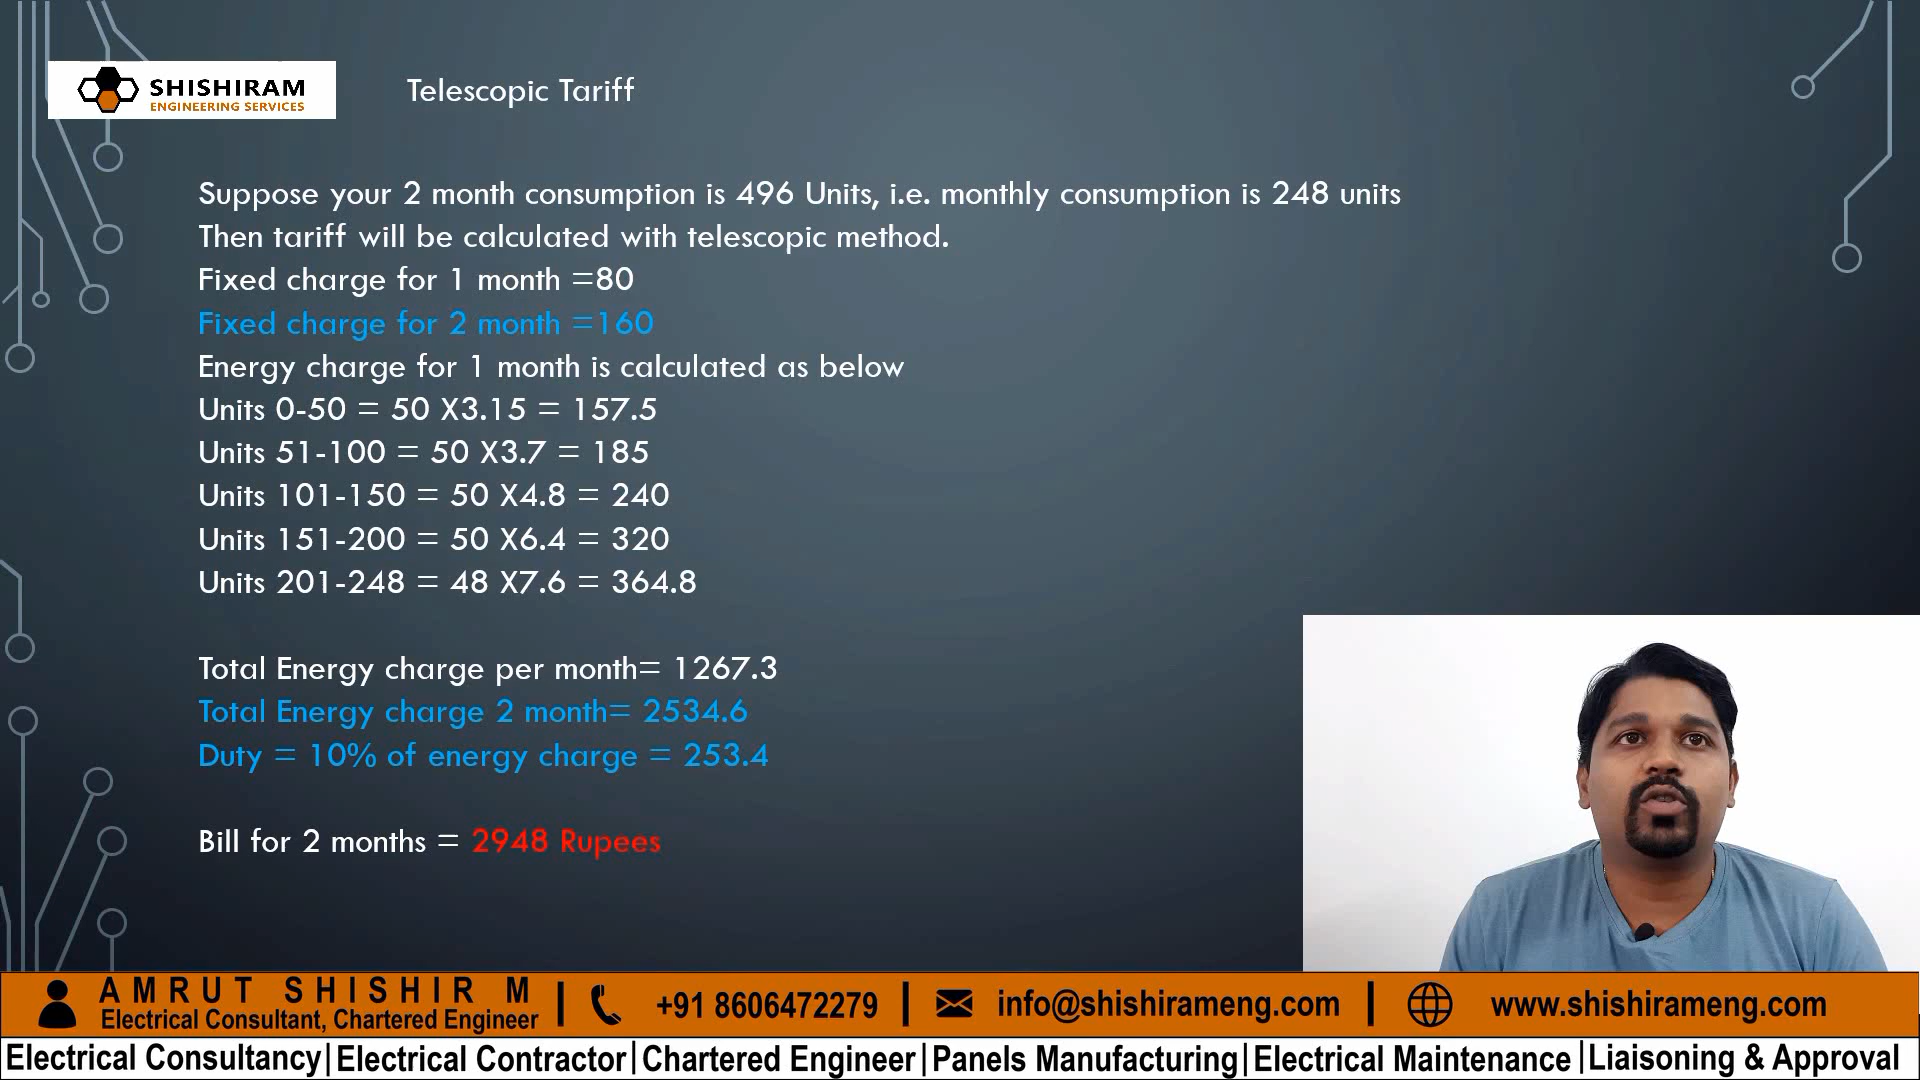 SHISHIRAM
ENGINEERING SERVICES
Telescopic Tariff
Suppose your 2 month consumption is 496 Units, i.e. monthly consumption is 248 units
Then tariff will be calculated with telescopic method.
Fixed charge for 1 month =80
Fixed charge for 2 month =160
Energy charge for 1 month is calculated as below
Units 0-50 = 50 X3.15 = 157.5
Units 51-100 = 50 X3.7 = 185
Units 101-150 = 50 X4.8 = 240
Units 151-200 = 50 X6.4 = 320
Units 201-248 = 48 X7.6 = 364.8
Total Energy charge per month= 1267.3
Total Energy charge 2 month= 2534.6
Duty = 10% of energy charge = 253.4
Bill for 2 months = 2948 Rupees
AMRUT SHISHIR M
Electrical Consultant, Chartered Engineer
| +91 8606472279 | info@shishirameng.com | www.shishirameng.com
Electrical Consultancy|Electrical Contractor|Chartered Engineer|Panels Manufacturing|Electrical Maintenance|Liaisoning & Approval